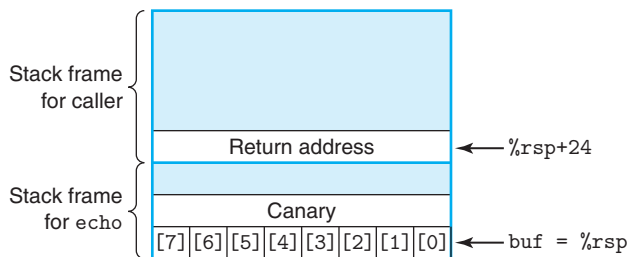 Stack frame
for caller
Return address
%rsp+24
Stack frame
for echo
Canary
[7] [6] [5] [4] [3] [2] [1] [0]
buf = %rsp